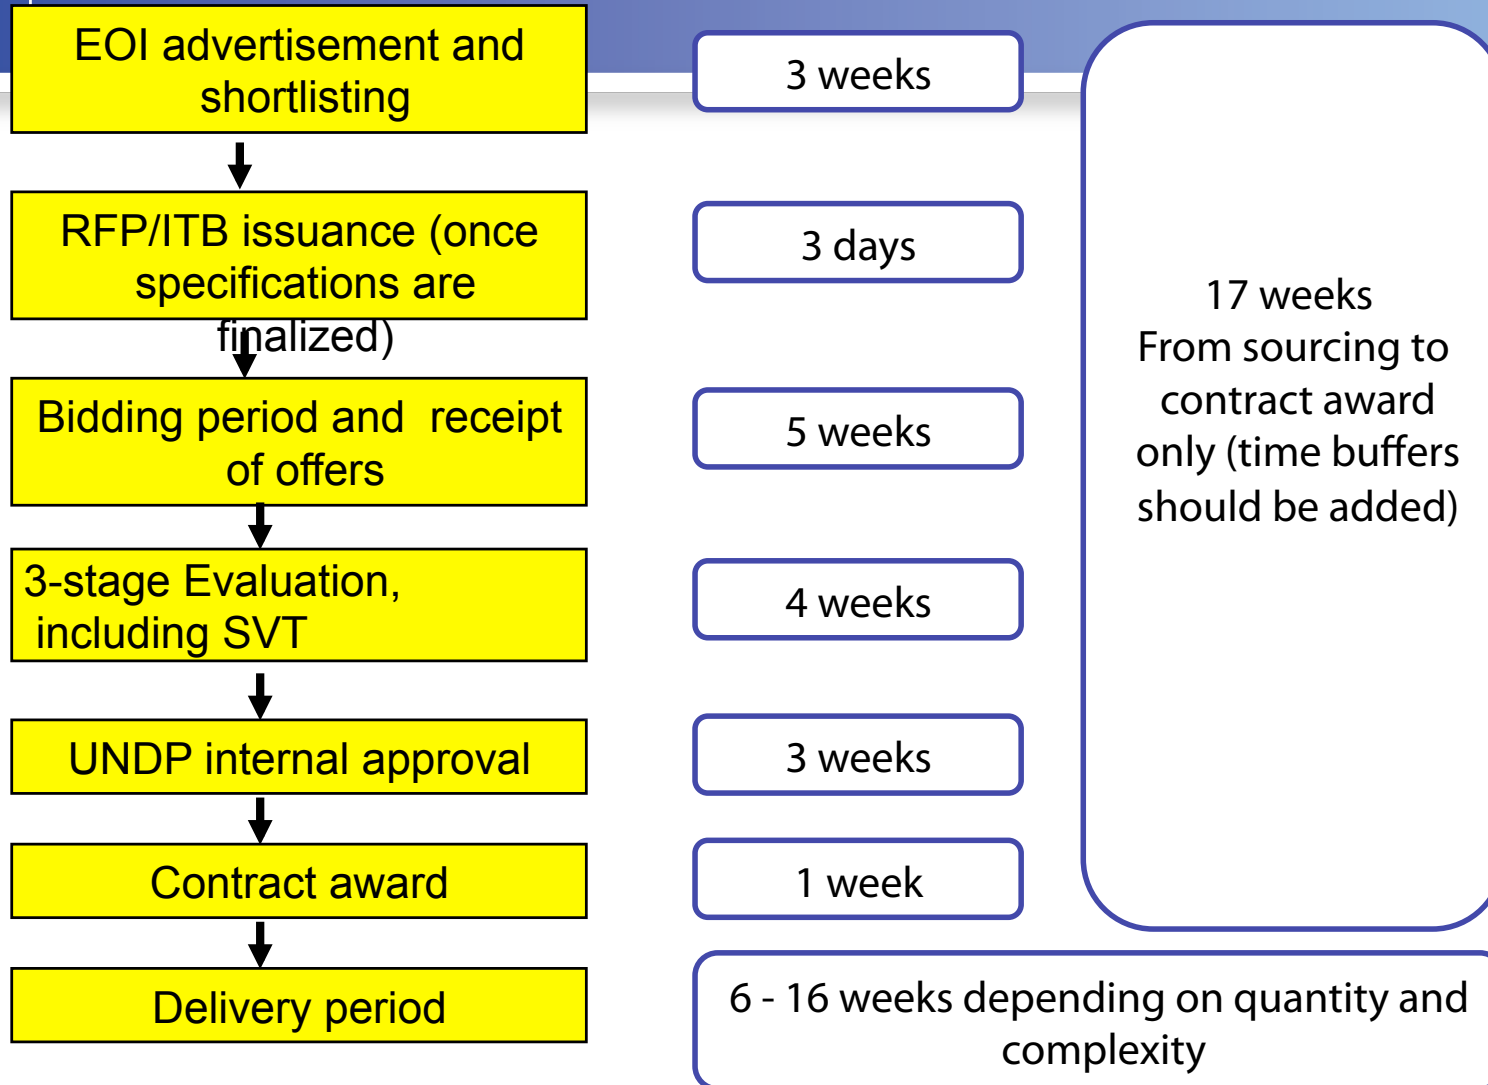 EOI advertisement and
shortlisting
3 weeks
RFP/ITB issuance (once
specifications are
finalized)
3 days
Bidding period and receipt
of offers
5 weeks
3-stage Evaluation,
including SVT
4 weeks
UNDP internal approval
3 weeks
Contract award
1 week
17 weeks
From sourcing to
contract award
only (time buffers
should be added)
Delivery period
6 - 16 weeks depending on quantity and
complexity